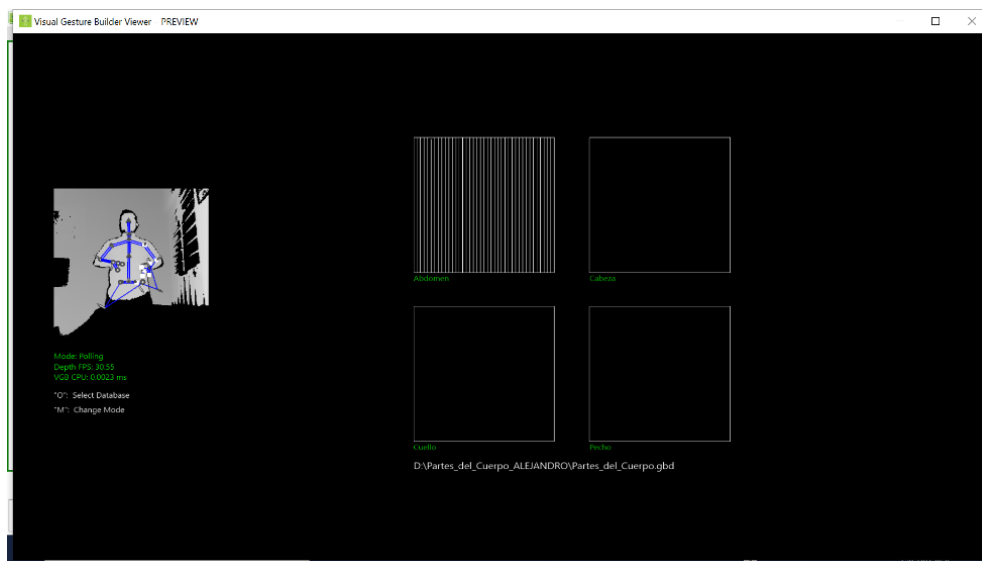 Visual Gesture Builder Viewer - PREVIEW
Abdomen
Cabeza
Mode: Polling
Depth FPS: 30.55
VGB CPU: 0.0023 ms
"O": Select Database
"M": Change Mode
Cuello
Pecho
D:\Partes_del_Cuerpo_ALEJANDRO\Partes_del_Cuerpo.gbd